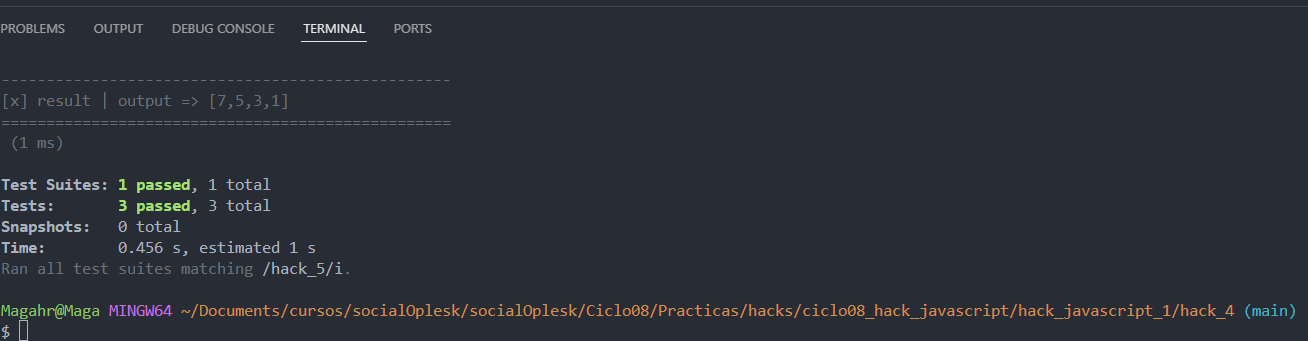 PROBLEMS OUTPUT DEBUG CONSOLE TERMINAL PORTS
--------------------------------------------------
[x] result | output => [7,5,3,1]
==================================================
(1 ms)
Test Suites: 1 passed, 1 total
Tests: 3 passed, 3 total
Snapshots: 0 total
Time: 0.456 s, estimated 1 s
Ran all test suites matching /hack_5/i.
Magahr@Maga MINGW64 ~/Documents/cursos/socialOplesk/socialOplesk/Ciclo08/Practicas/hacks/ciclo08_hack_javascript/hack_javascript_1/hack_4 (main)
$